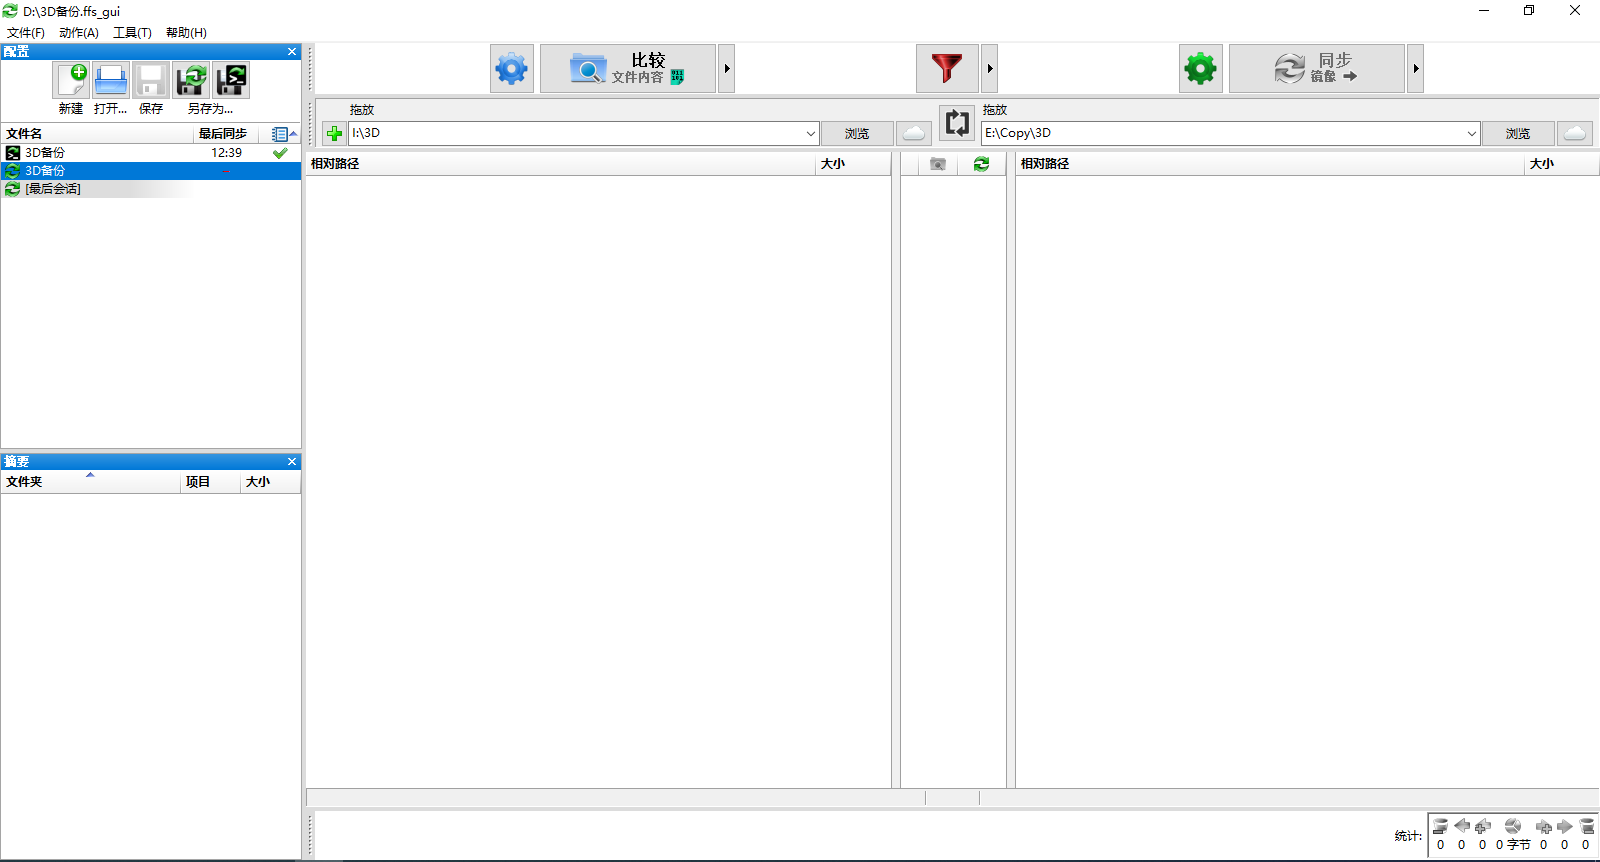 D:\3D备份.ffs_gui
文件(F) 动作(A) 工具(T) 帮助(H)
配置
新建 打开... 保存 另存为...
文件名 最后同步
3D备份 12:39
3D备份 -
[最后会话]
摘要
文件夹 项目 大小
比较
文件内容
同步
镜像
拖放
I:\3D 浏览
拖放
E:\Copy\3D 浏览
相对路径 大小
相对路径 大小
统计:
0 0 0 0 字节 0 0 0